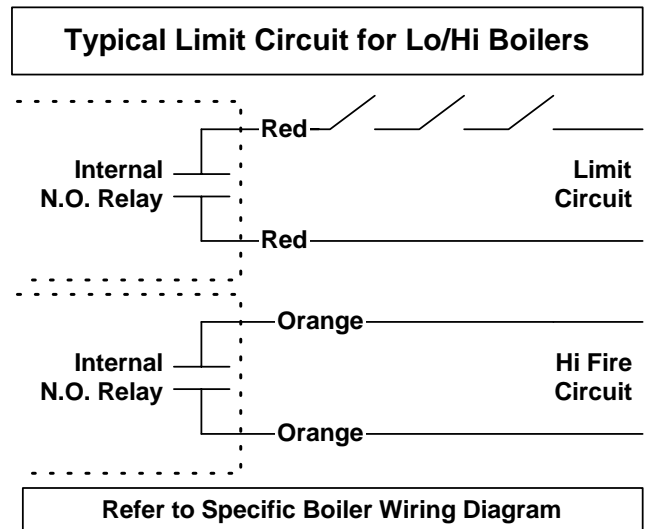 Typical Limit Circuit for Lo/Hi Boilers
Red
Internal
N.O. Relay
Limit
Circuit
Red
Orange
Internal
N.O. Relay
Hi Fire
Circuit
Orange
Refer to Specific Boiler Wiring Diagram